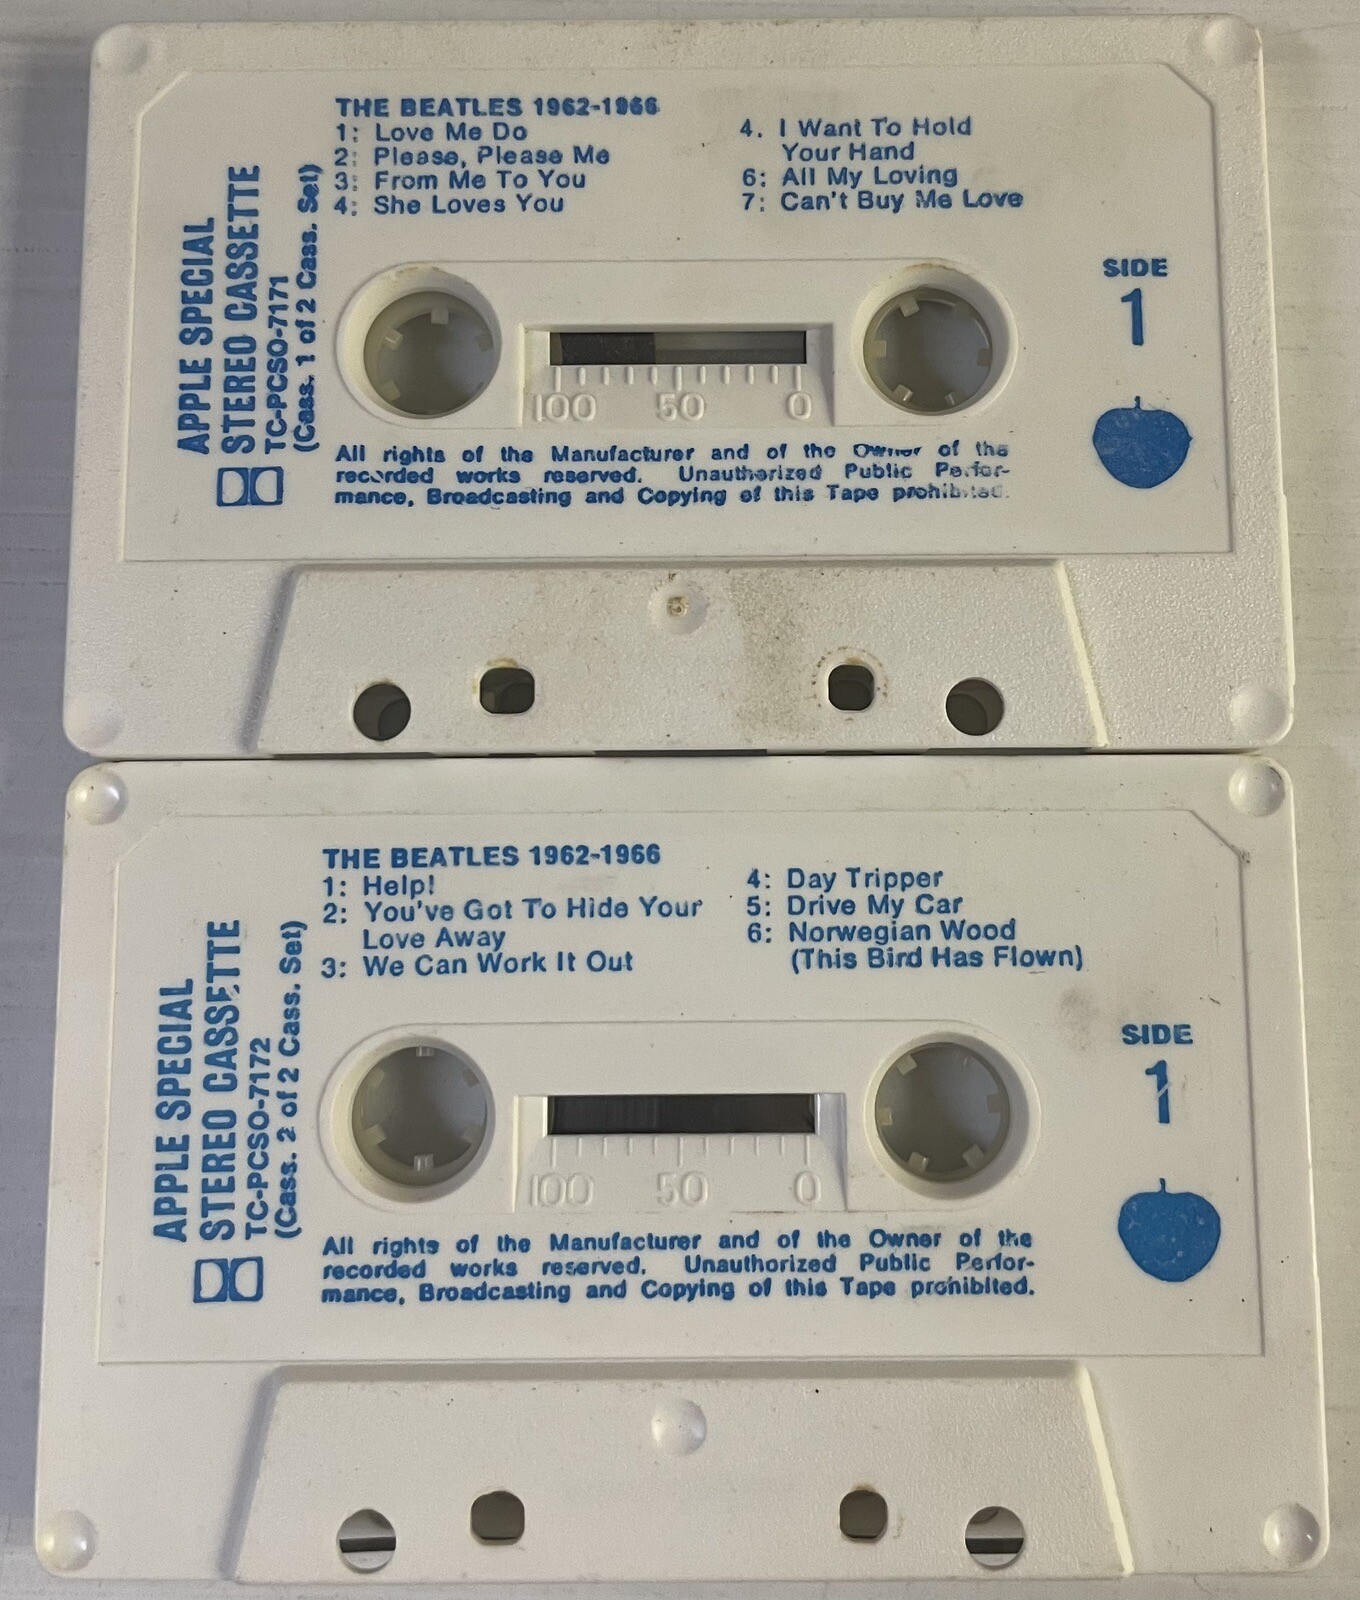 THE BEATLES 1962-1966
1: Love Me Do
2: Please, Please Me
3: From Me To You
4: She Loves You
4. I Want To Hold
Your Hand
6: All My Loving
7: Can't Buy Me Love
APPLE SPECIAL
STEREO CASSETTE
TC-PCSO-7171
(Cass. 1 of 2 Cass. Set)
SIDE
1
100 50 0
All rights of the Manufacturer and of the Owner of the
recorded works reserved. Unauthorized Public Perfor-
mance, Broadcasting and Copying of this Tape prohibited.
THE BEATLES 1962-1966
1: Help!
2: You've Got To Hide Your
Love Away
3: We Can Work It Out
4: Day Tripper
5: Drive My Car
6: Norwegian Wood
(This Bird Has Flown)
APPLE SPECIAL
STEREO CASSETTE
TC-PCSO-7172
(Cass. 2 of 2 Cass. Set)
SIDE
1
100 50 0
All rights of the Manufacturer and of the Owner of the
recorded works reserved. Unauthorized Public Perfor-
mance, Broadcasting and Copying of this Tape prohibited.